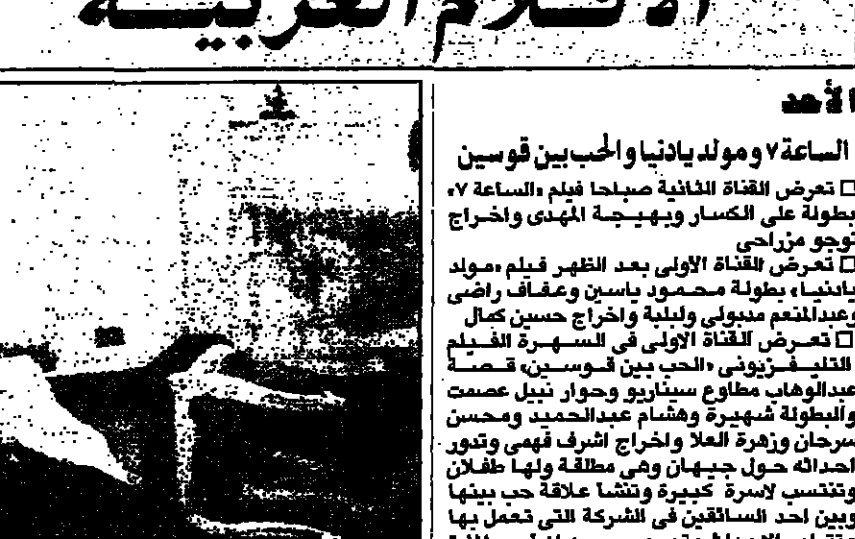 الأفلام العربية
الأحد
الساعة ٧ ومولد يادنيا والحب بين قوسين
□ تعرض القناة الثانية صباحا فيلم «الساعة ٧»
بطولة على الكسار وبهيجة المهدى واخراج
توجو مزراحى
□ تعرض القناة الأولى بعد الظهر فيلم «مولد
يادنيا» بطولة محمود ياسين وعفاف راضى
وعبدالمنعم مدبولى ولبلبة واخراج حسين كمال
□ تعرض القناة الاولى فى السهرة الفيلم
التليفزيونى «الحب بين قوسين» قصة
عبدالوهاب مطاوع سيناريو وحوار نبيل عصمت
والبطولة شهيرة وهشام عبدالحميد ومحسن
سرحان وزهرة العلا واخراج اشرف فهمى وتدور
احداثه حول جيهان وهى مطلقة ولها طفلان
وتنتسب لاسرة كبيرة وتنشأ علاقة حب بينها
وبين احد السائقين فى الشركة التى تعمل بها